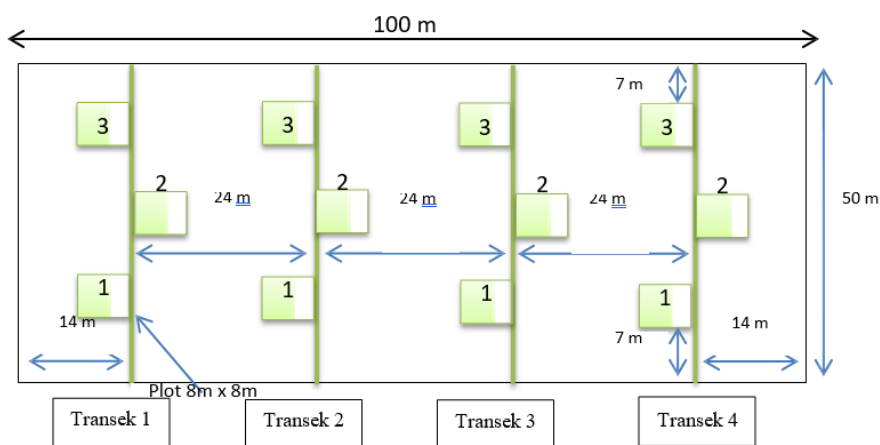 100 m
7 m
3
3
3
3
2
2
2
2
24 m
24 m
24 m
50 m
1
1
1
1
14 m
7 m
14 m
Plot 8m x 8m
Transek 1
Transek 2
Transek 3
Transek 4